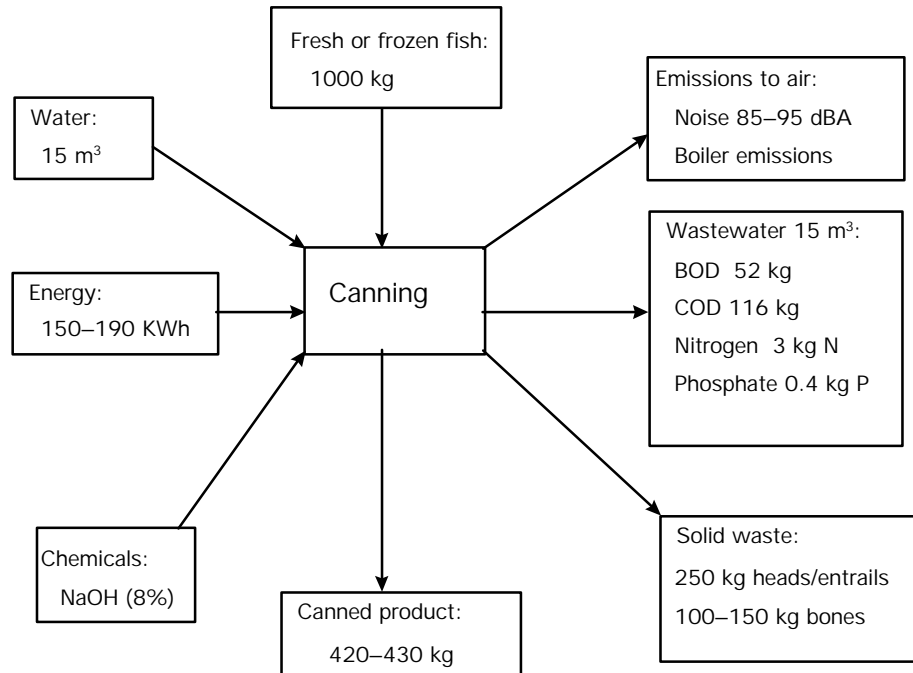 Fresh or frozen fish:
1000 kg
Emissions to air:
Noise 85–95 dBA
Boiler emissions
Water:
15 m³
Wastewater 15 m³:
BOD 52 kg
COD 116 kg
Nitrogen 3 kg N
Phosphate 0.4 kg P
Canning
Energy:
150–190 KWh
Chemicals:
NaOH (8%)
Solid waste:
250 kg heads/entrails
100–150 kg bones
Canned product:
420–430 kg